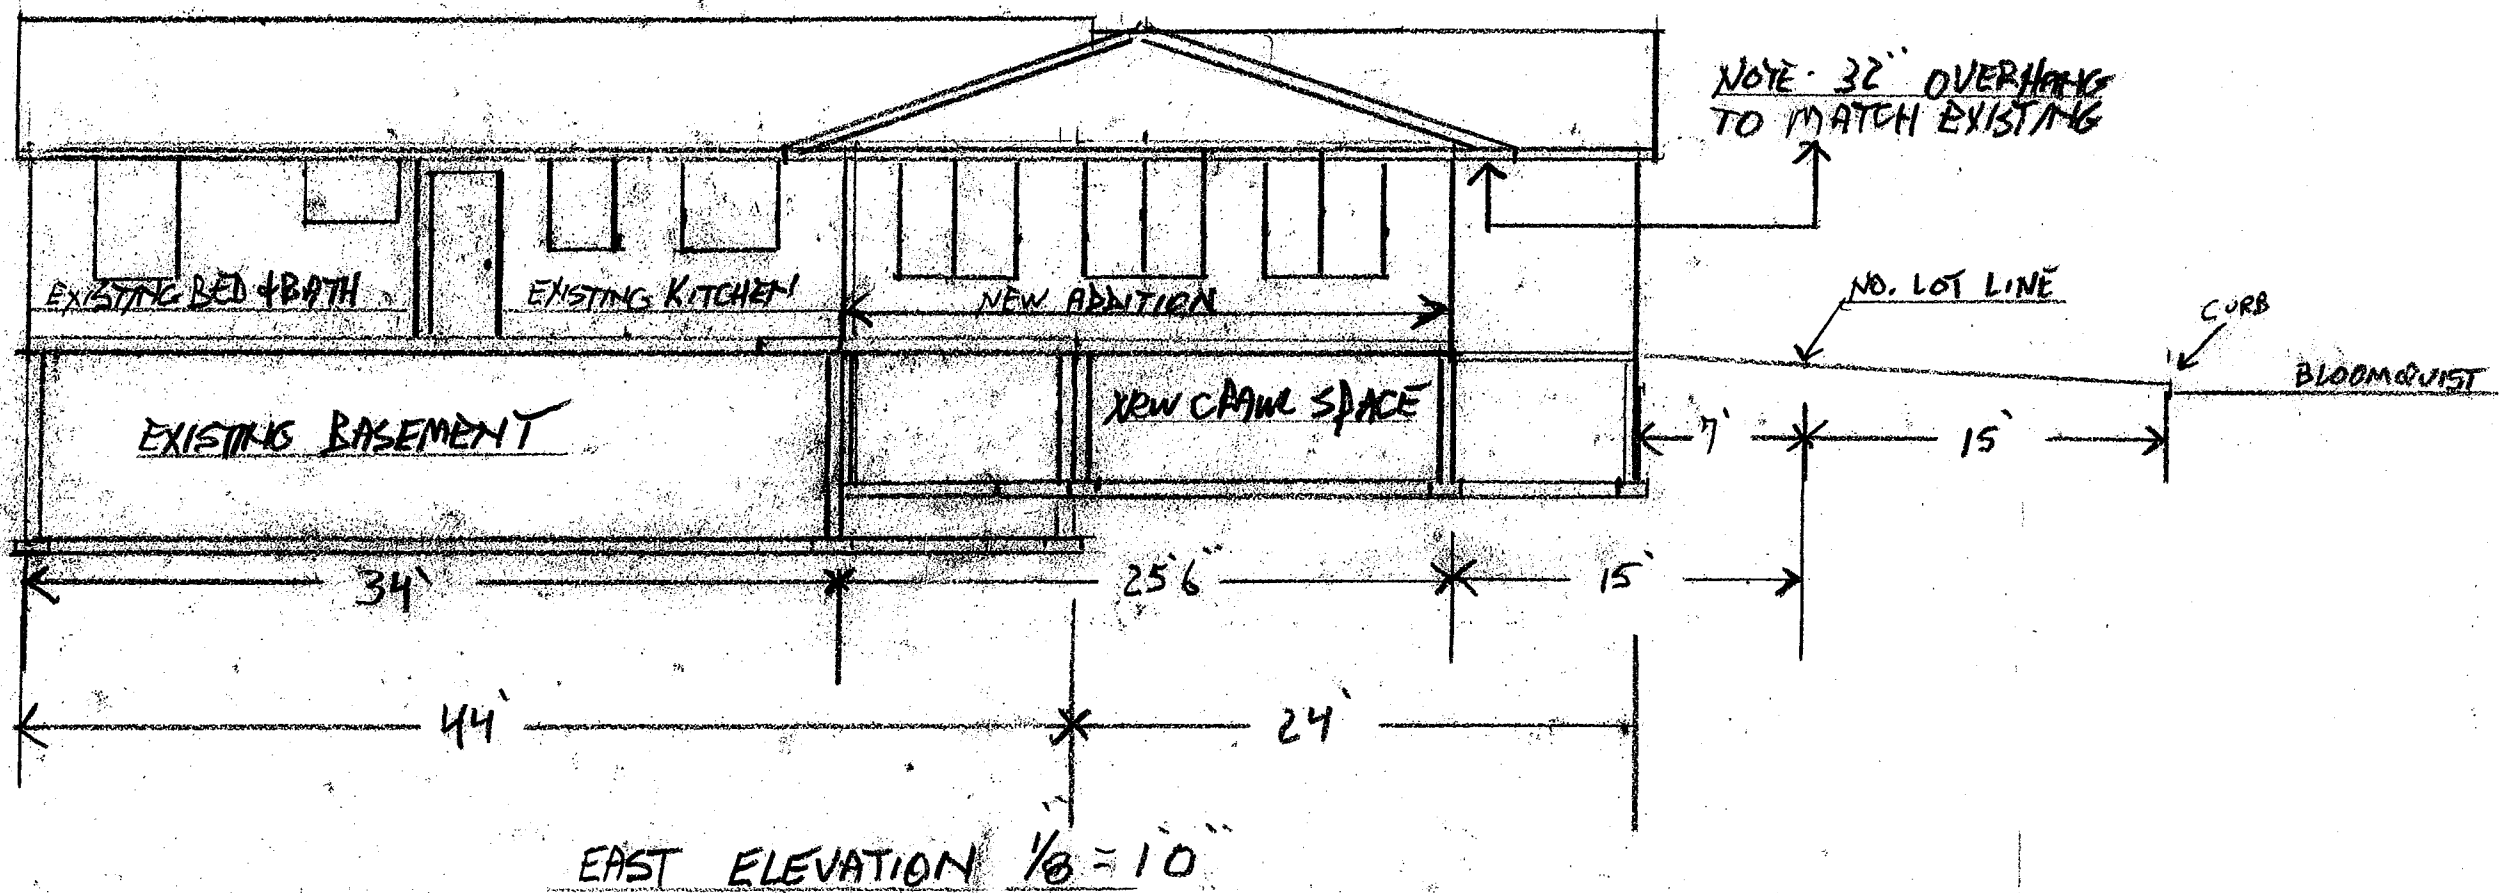 NOTE· 32" OVERHANG
TO MATCH EXISTING
EXISTING BED & BATH
EXISTING KITCHEN
NEW ADDITION
NO. LOT LINE
CURB
BLOOMQUIST
EXISTING BASEMENT
NEW CRAWL SPACE
7'
15'
34'
25'6"
15'
44'
24'
EAST ELEVATION 1/8" = 1'0"